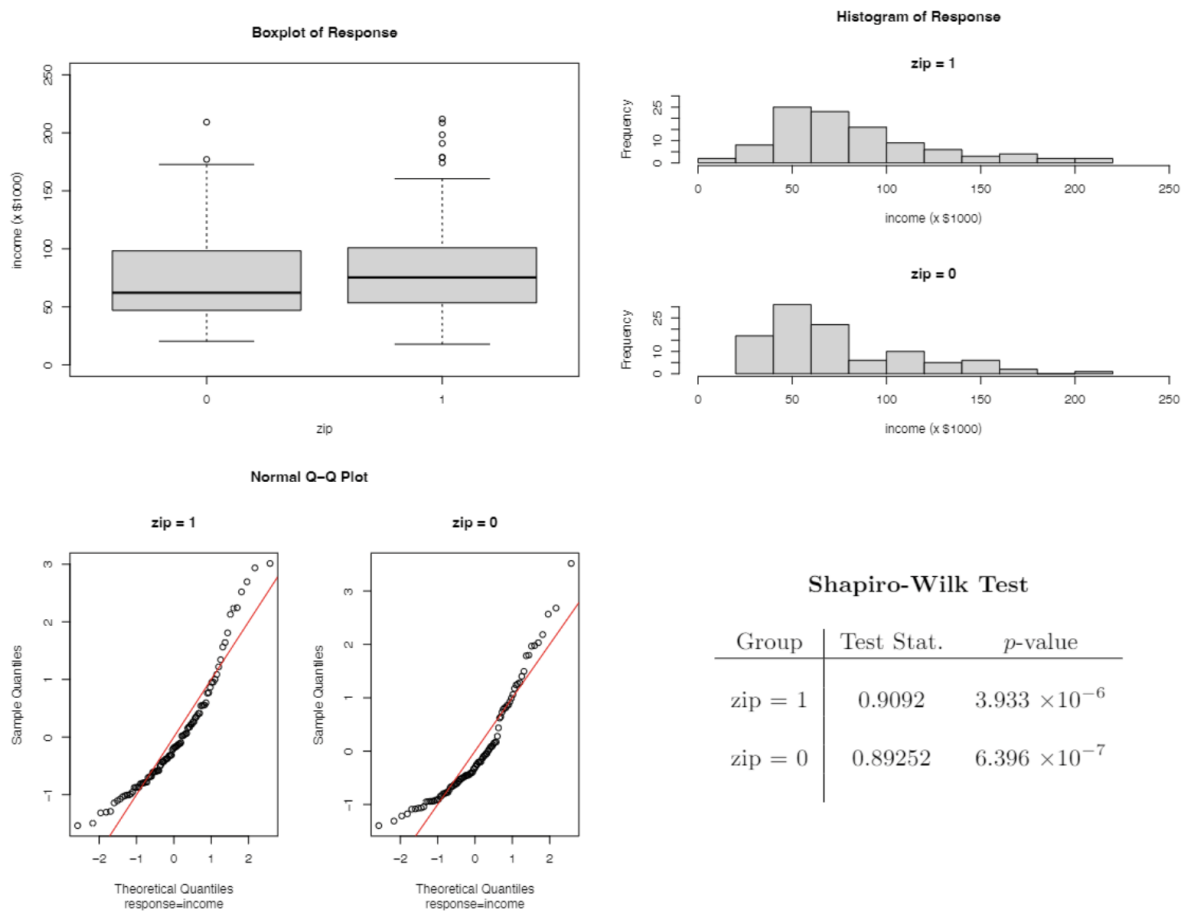 Boxplot of Response
income (x $1000)
0
50
100
150
200
250
0 1
zip
Histogram of Response
zip = 1
Frequency
0
10
25
0 50 100 150 200 250
income (x $1000)
zip = 0
Frequency
0
10
25
0 50 100 150 200 250
income (x $1000)
Normal Q−Q Plot
zip = 1
Sample Quantiles
−1
0
1
2
3
−2 −1 0 1 2
Theoretical Quantiles
response=income
zip = 0
Sample Quantiles
−1
0
1
2
3
−2 −1 0 1 2
Theoretical Quantiles
response=income
Shapiro-Wilk Test
Group Test Stat. p-value
zip = 1 0.9092 3.933 ×10−6
zip = 0 0.89252 6.396 ×10−7